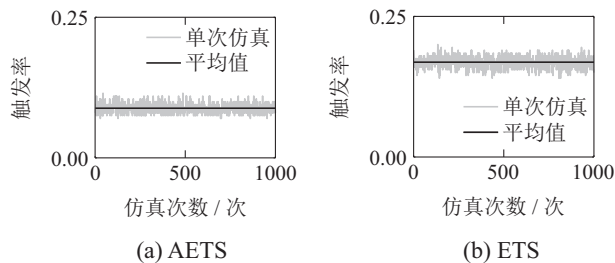 0.25
单次仿真
平均值
触发率
0.00
0
500
1000
仿真次数 / 次
(a) AETS
0.25
触发率
单次仿真
平均值
0.00
0
500
1000
仿真次数 / 次
(b) ETS